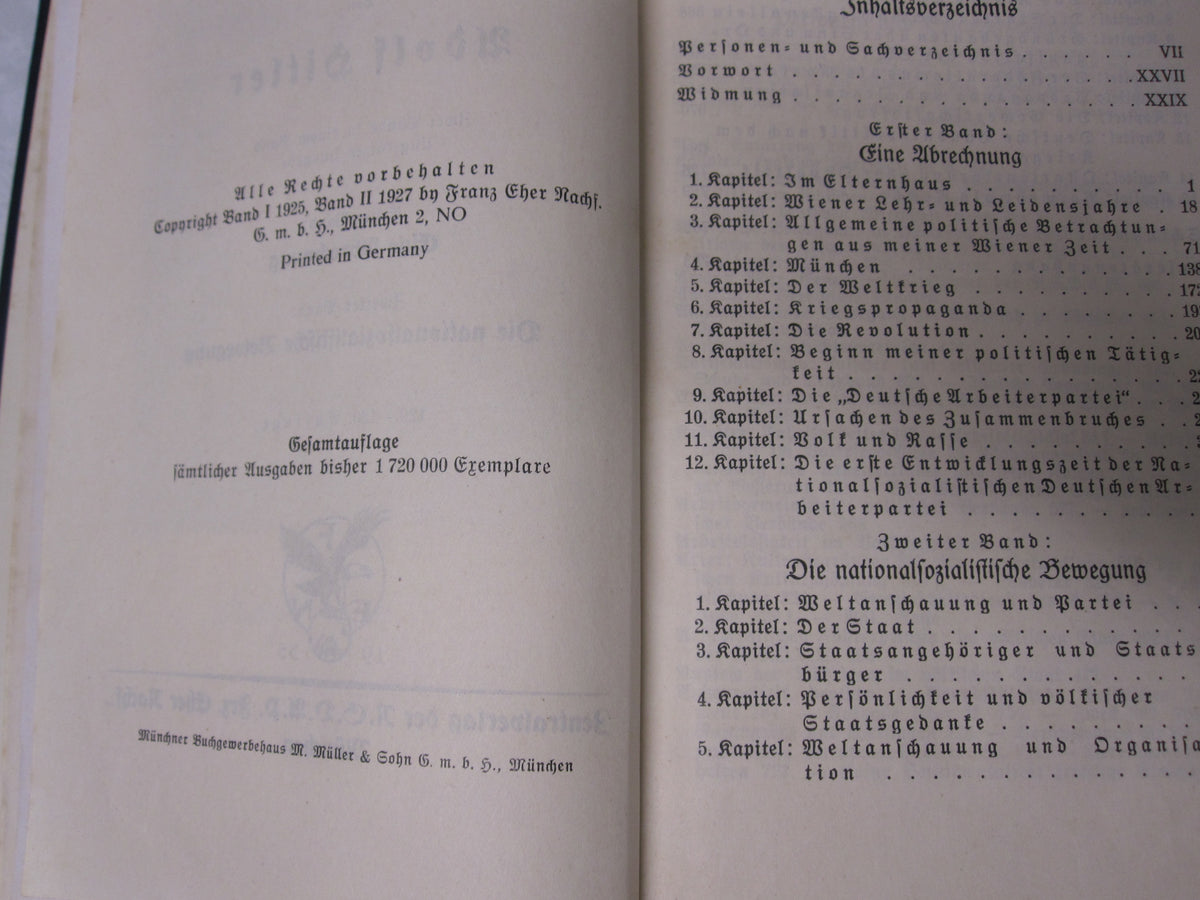 Alle Rechte vorbehalten
Copyright Band I 1925, Band II 1927 by Franz Eher Nachf.
G. m. b. H., München 2, NO
Printed in Germany
Gesamtauflage
sämtlicher Ausgaben bisher 1 720 000 Exemplare
Münchner Buchgewerbehaus M. Müller & Sohn G. m. b. H., München
Inhaltsverzeichnis
Personen- und Sachverzeichnis . . . . . . VII
Vorwort . . . . . . . . . . . . . . . . XXVII
Widmung . . . . . . . . . . . . . . . . XXIX
Erster Band:
Eine Abrechnung
1. Kapitel: Im Elternhaus . . . . . . . . . . 1
2. Kapitel: Wiener Lehr- und Leidensjahre . 18
3. Kapitel: Allgemeine politische Betrachtun-
gen aus meiner Wiener Zeit . . . 71
4. Kapitel: München . . . . . . . . . . . . . 138
5. Kapitel: Der Weltkrieg . . . . . . . . . . 172
6. Kapitel: Kriegspropaganda . . . . . . . . 19
7. Kapitel: Die Revolution . . . . . . . . . . 20
8. Kapitel: Beginn meiner politischen Tätig-
keit . . . . . . . . . . . . . . . . 2
9. Kapitel: Die „Deutsche Arbeiterpartei“ . . . 2
10. Kapitel: Ursachen des Zusammenbruches . . 2
11. Kapitel: Volk und Rasse . . . . . . . . . .
12. Kapitel: Die erste Entwicklungszeit der Na-
tionalsozialistischen Deutschen Ar-
beiterpartei . . . . . . . . . . .
Zweiter Band:
Die nationalsozialistische Bewegung
1. Kapitel: Weltanschauung und Partei . . .
2. Kapitel: Der Staat . . . . . . . . . . . . .
3. Kapitel: Staatsangehöriger und Staats
bürger . . . . . . . . . . . . . .
4. Kapitel: Persönlichkeit und völkischer
Staatsgedanke . . . . . . . . .
5. Kapitel: Weltanschauung und Organisa
tion . . . . . . . . . . . . . . .